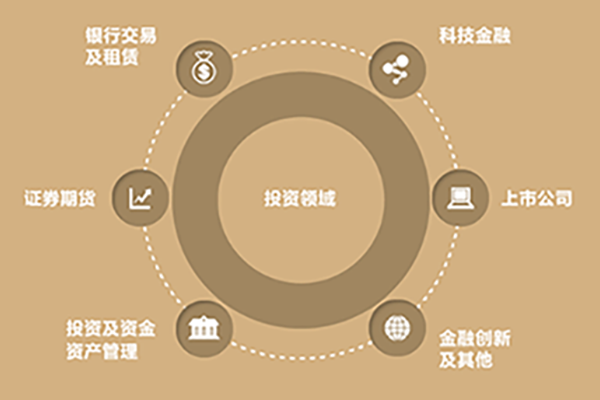 银行交易
及租赁
科技金融
证券期货
投资领域
上市公司
投资及资金
资产管理
金融创新
及其他